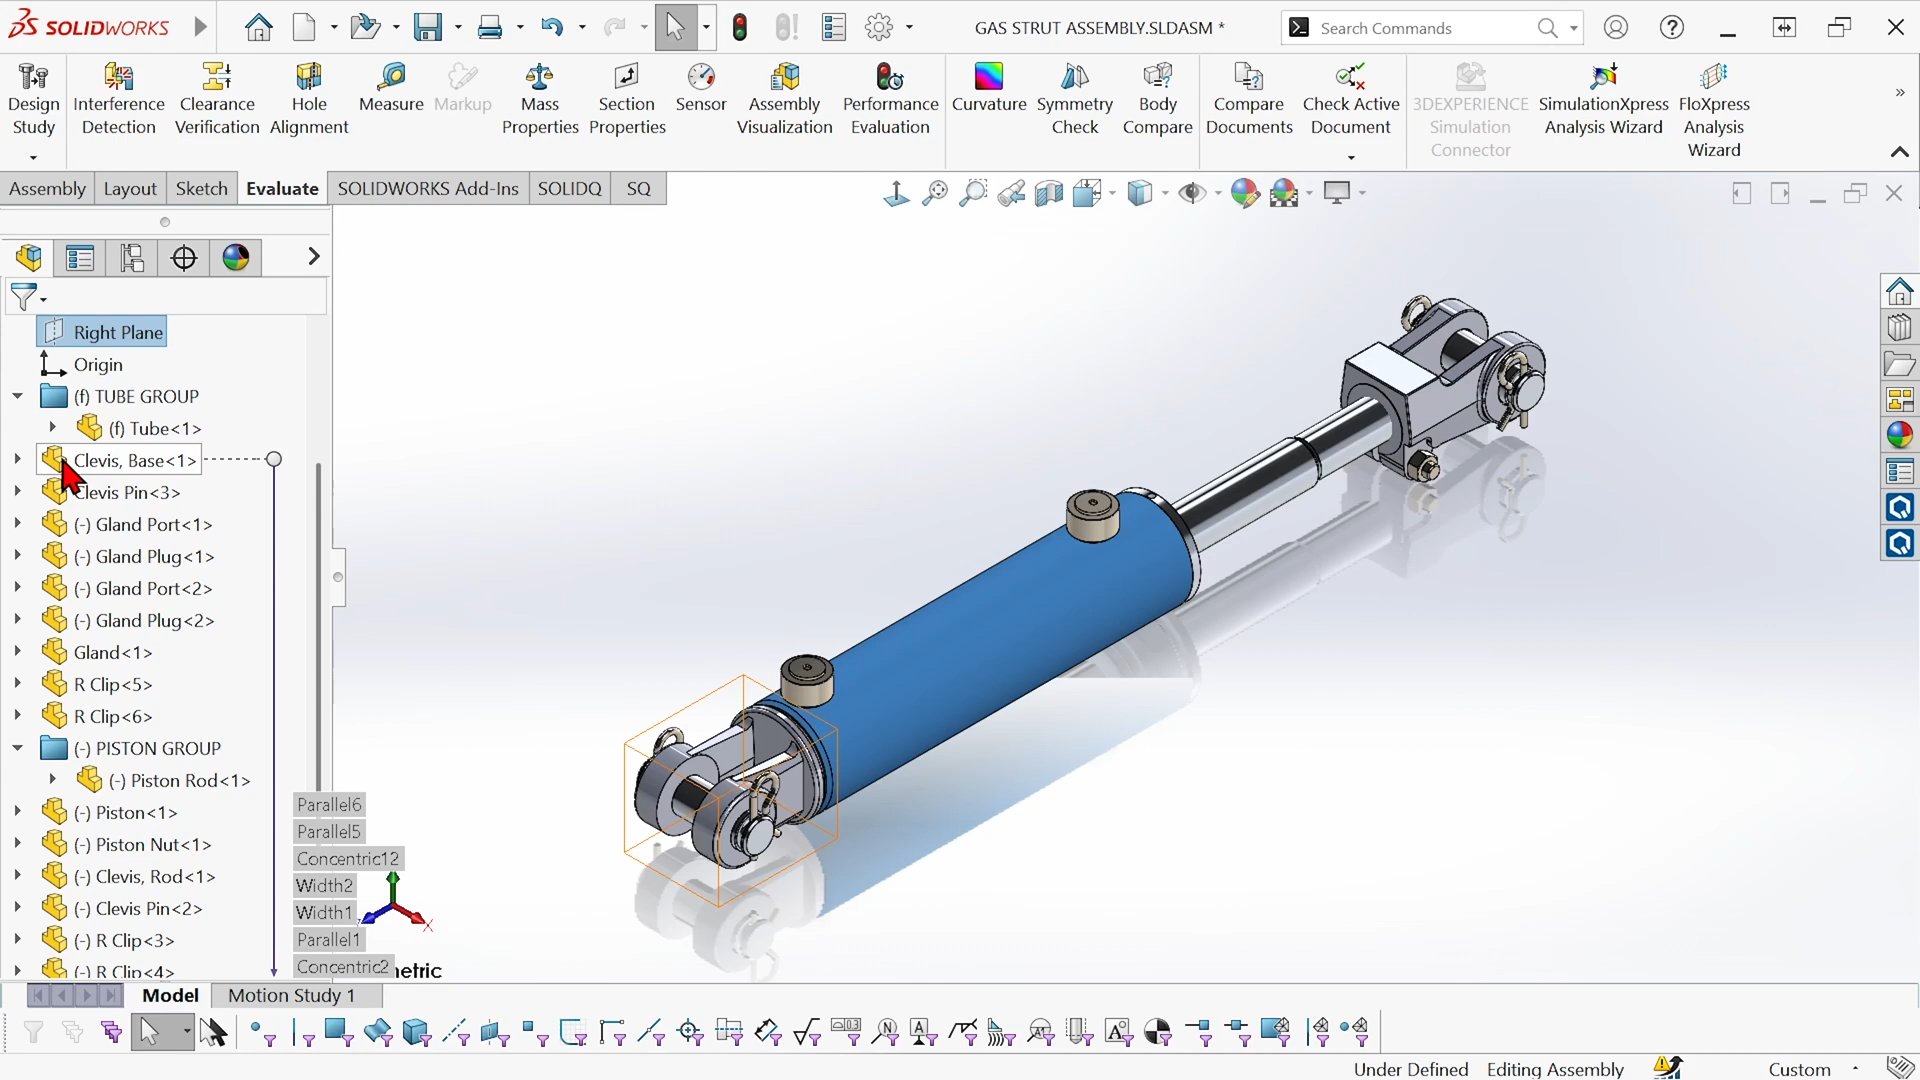 SOLIDWORKS
GAS STRUT ASSEMBLY.SLDASM *
Search Commands
Design Study
Interference Detection
Clearance Verification
Hole Alignment
Measure
Markup
Mass Properties
Section Properties
Sensor
Assembly Visualization
Performance Evaluation
Curvature
Symmetry Check
Body Compare
Compare Documents
Check Active Document
3DEXPERIENCE Simulation Connector
SimulationXpress Analysis Wizard
FloXpress Analysis Wizard
Assembly
Layout
Sketch
Evaluate
SOLIDWORKS Add-Ins
SOLIDQ
SQ
Right Plane
Origin
(f) TUBE GROUP
(f) Tube<1>
Clevis, Base<1>
Clevis Pin<3>
(-) Gland Port<1>
(-) Gland Plug<1>
(-) Gland Port<2>
(-) Gland Plug<2>
Gland<1>
R Clip<5>
R Clip<6>
(-) PISTON GROUP
(-) Piston Rod<1>
(-) Piston<1>
(-) Piston Nut<1>
(-) Clevis, Rod<1>
(-) Clevis Pin<2>
(-) R Clip<3>
(-) R Clip<4>
Parallel6
Parallel5
Concentric12
Width2
Width1
Parallel1
Concentric2
etric
X
Model
Motion Study 1
Under Defined
Editing Assembly
Custom